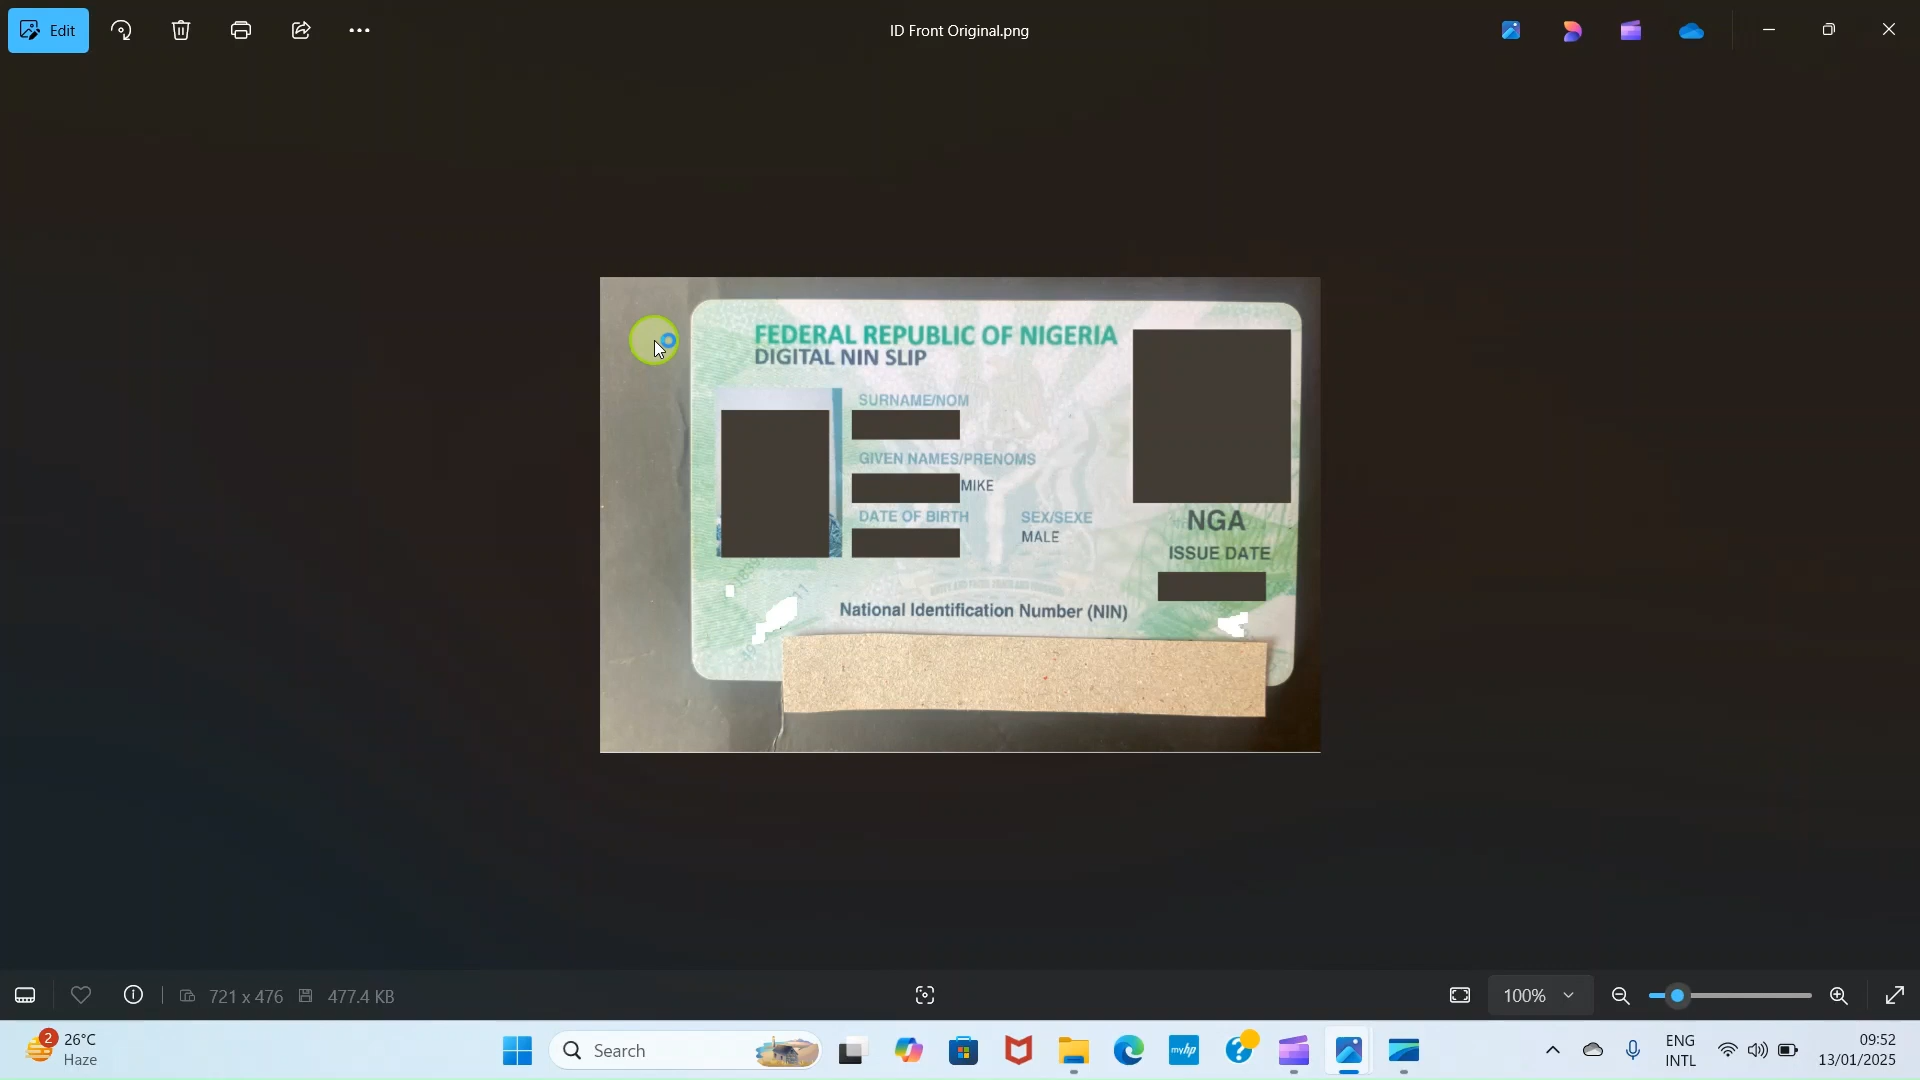 Edit
ID Front Original.png
FEDERAL REPUBLIC OF NIGERIA
DIGITAL NIN SLIP
SURNAME/NOM
GIVEN NAMES/PRENOMS
MIKE
DATE OF BIRTH
SEX/SEXE
MALE
NGA
ISSUE DATE
National Identification Number (NIN)
721 x 476
477.4 KB
100%
2
26°C
Haze
Search
myhp
ENG
INTL
09:52
13/01/2025